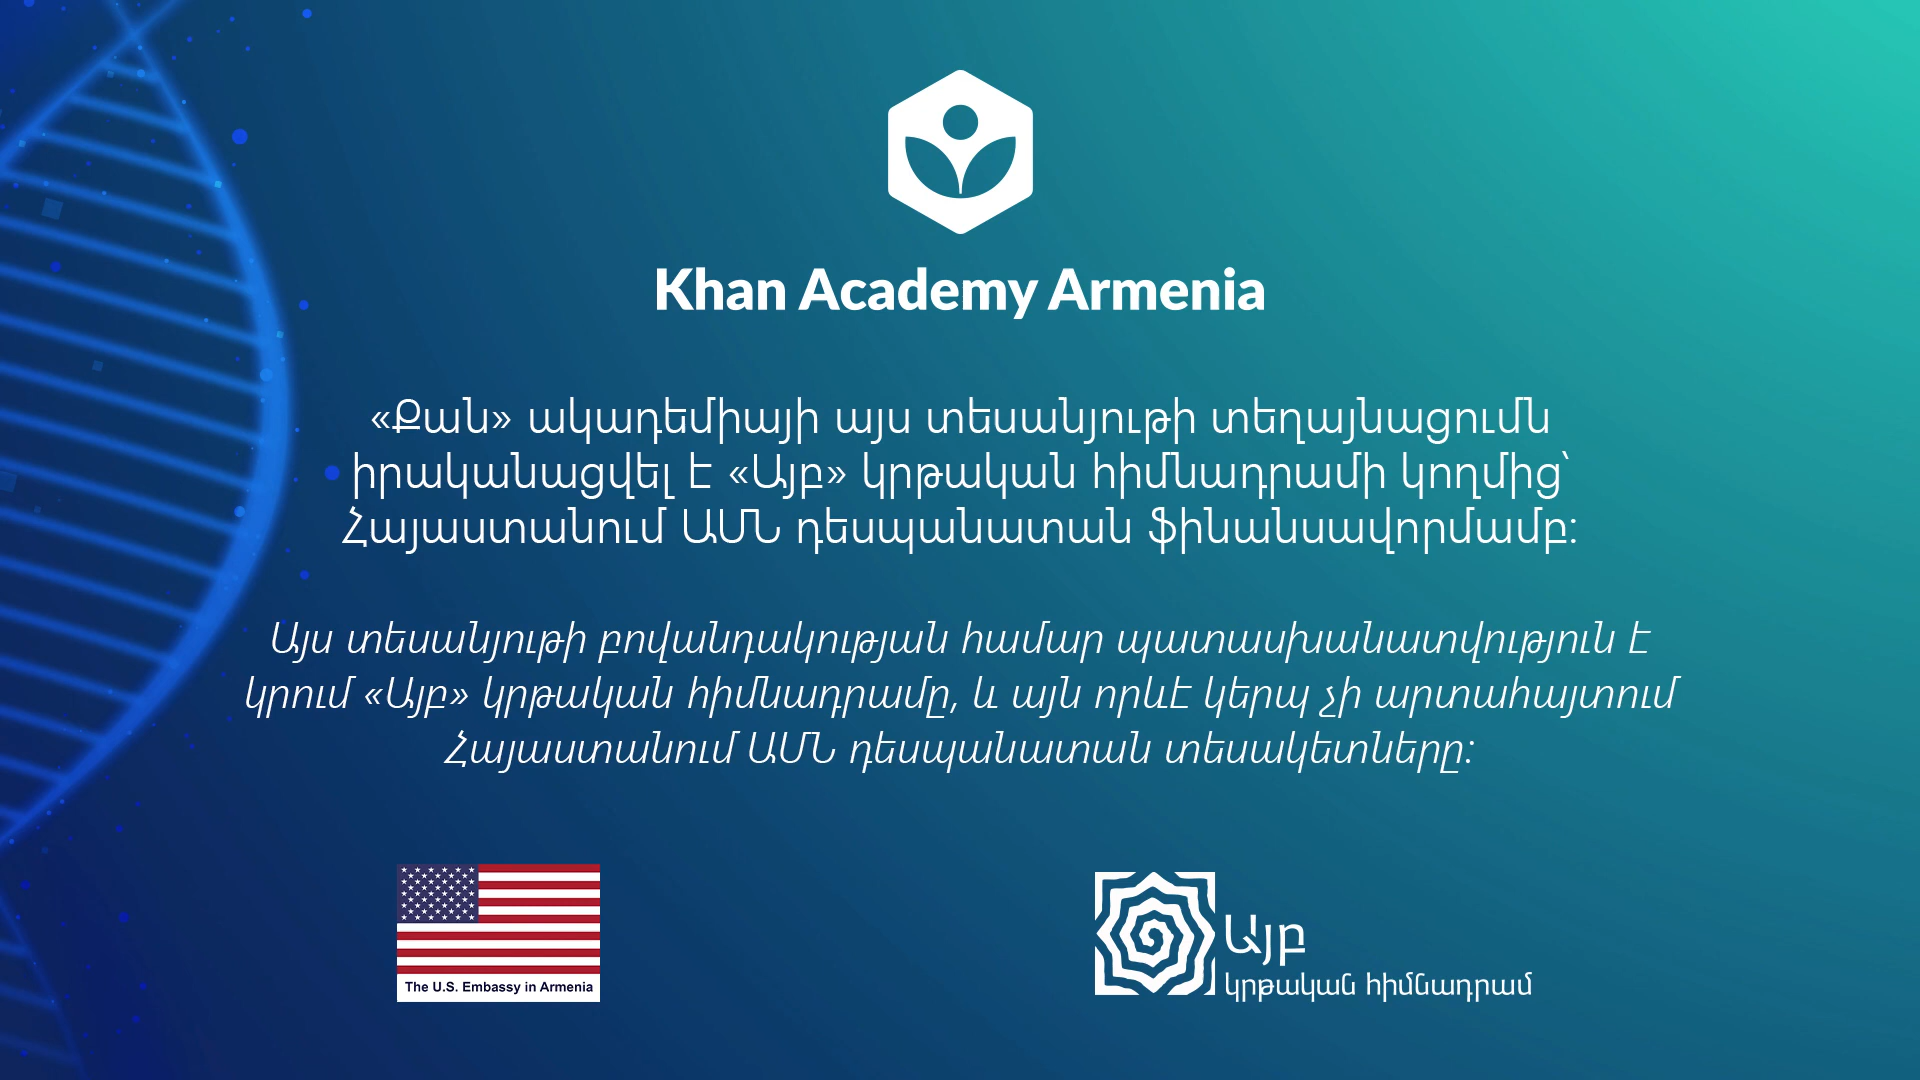 Khan Academy Armenia
«Քան» ակադեմիայի այս տեսանյութի տեղայնացումն
իրականացվել է «Այբ» կրթական հիմնադրամի կողմից՝
Հայաստանում ԱՄՆ դեսպանատան ֆինանսավորմամբ։
Այս տեսանյութի բովանդակության համար պատասխանատվություն է
կրում «Այբ» կրթական հիմնադրամը, և այն որևէ կերպ չի արտահայտում
Հայաստանում ԱՄՆ դեսպանատան տեսակետները։
The U.S. Embassy in Armenia
Այբ
կրթական հիմնադրամ